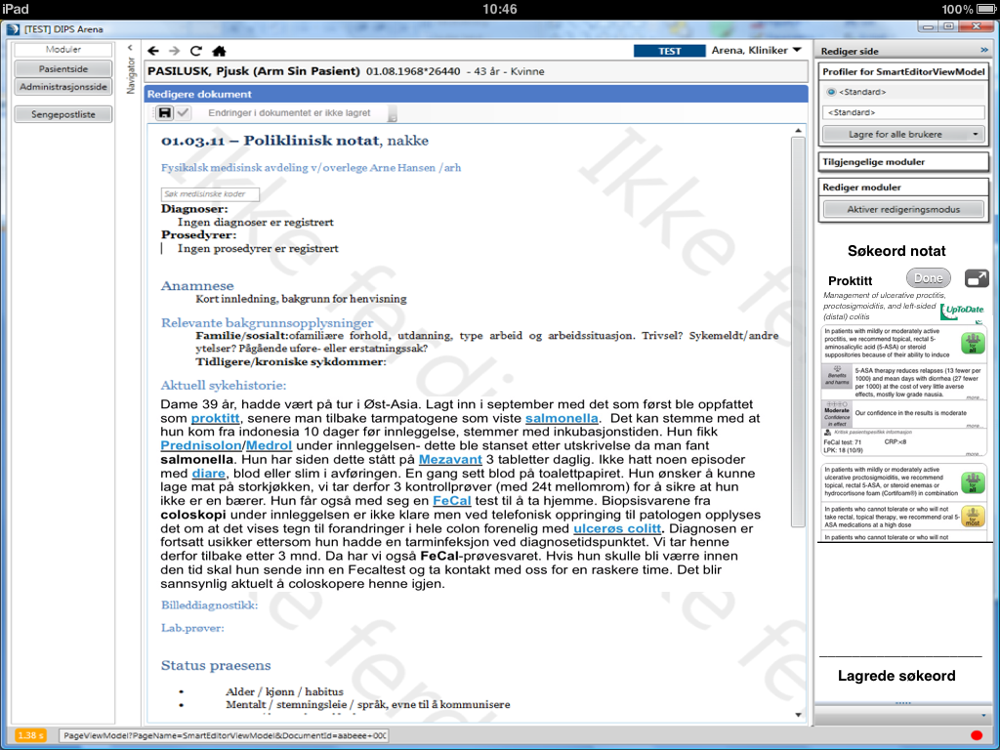 iPad 10:46 100%
[TEST] DIPS Arena
Moduler
Pasientside
Administrasjonsside
Sengepostliste
Navigator
TEST Arena, Kliniker
PASILUSK, Pjusk (Arm Sin Pasient) 01.08.1968*26440 - 43 år - Kvinne
Redigere dokument
Endringer i dokumentet er ikke lagret
01.03.11 – Poliklinisk notat, nakke
Fysikalsk medisinsk avdeling v/overlege Arne Hansen /arh
Søk medisinske koder
Diagnoser:
Ingen diagnoser er registrert
Prosedyrer:
Ingen prosedyrer er registrert
Anamnese
Kort innledning, bakgrunn for henvisning
Relevante bakgrunnsopplysninger
Familie/sosialt:ofamiliære forhold, utdanning, type arbeid og arbeidssituasjon. Trivsel? Sykemeldt/andre
ytelser? Pågående uføre- eller erstatningssak?
Tidligere/kroniske sykdommer:
Aktuell sykehistorie:
Dame 39 år, hadde vært på tur i Øst-Asia. Lagt inn i september med det som først ble oppfattet
som proktitt, senere man tilbake tarmpatogene som viste salmonella. Det kan stemme med at
hun kom fra indonesia 10 dager før innleggelse, stemmer med inkubasjonstiden. Hun fikk
Prednisolon/Medrol under innleggelsen- dette ble stanset etter utskrivelse da man fant
salmonella. Hun har siden dette stått på Mezavant 3 tabletter daglig. Ikke hatt noen episoder
med diare, blod eller slim i avføringen. En gang sett blod på toalettpapiret. Hun ønsker å kunne
lage mat på storkjøkken, vi tar derfor 3 kontrollprøver (med 24t mellomrom) for å sikre at hun
ikke er en bærer. Hun får også med seg en FeCal test til å ta hjemme. Biopsisvarene fra
coloskopi under innleggelsen er ikke klare men ved telefonisk oppringing til patologen opplyses
det om at det vises tegn til forandringer i hele colon forenelig med ulcerøs colitt. Diagnosen er
fortsatt usikker ettersom hun hadde en tarminfeksjon ved diagnosetidspunktet. Vi tar henne
derfor tilbake etter 3 mnd. Da har vi også FeCal-prøvesvaret. Hvis hun skulle bli værre innen
den tid skal hun sende inn en Fecaltest og ta kontakt med oss for en raskere time. Det blir
sannsynlig aktuelt å coloskopere henne igjen.
Billeddiagnostikk:
Lab.prøver:
Status praesens
• Alder / kjønn / habitus
• Mentalt / stemningsleie / språk, evne til å kommunisere
Ikke ferdi
Ikke fe
ke ferdi
ke fe
Rediger side »
Profiler for SmartEditorViewModel
<Standard>
<Standard>
Lagre for alle brukere
Tilgjengelige moduler
Rediger moduler
Aktiver redigeringsmodus
Søkeord notat
Proktitt Done
Management of ulcerative proctitis,
proctosigmoiditis, and left-sided
(distal) colitis
UpToDate
In patients with mildly or moderately active
proctitis, we recommend topical, rectal 5-
aminosalicylic acid (5-ASA) or steroid
suppositories because of their ability to induce
for
all
Benefits
and harms
5-ASA therapy reduces relapses (13 fewer per
1000) and mean days with diorrhea (27 fewer
per 1000) at the cost of very little averse
effects, mostly low grade nausia.
more...
Moderate
Confidence
in effect
Our confidence in the results is moderate
more...
Kritisk pasientspesifikk informasjon
FeCal test: 71 CRP:<8
LPK: 18 (10/9)
more...
In patients with mildly or moderately active
ulcerative proctosigmoiditis, we recommend
topical, rectal 5-ASA, or steroid enemas or
hydrocortisone foam (Cortifoam®) in combination
for
all
In patients who cannot tolerate or who will not
take rectal, topical therapy, we recommend oral 5-
ASA medications at a high dose
for
most
In patients who cannot tolerate or who will not
Lagrede søkeord
1.38 s PageViewModel?PageName=SmartEditorViewModel&DocumentId=aabeee+00C